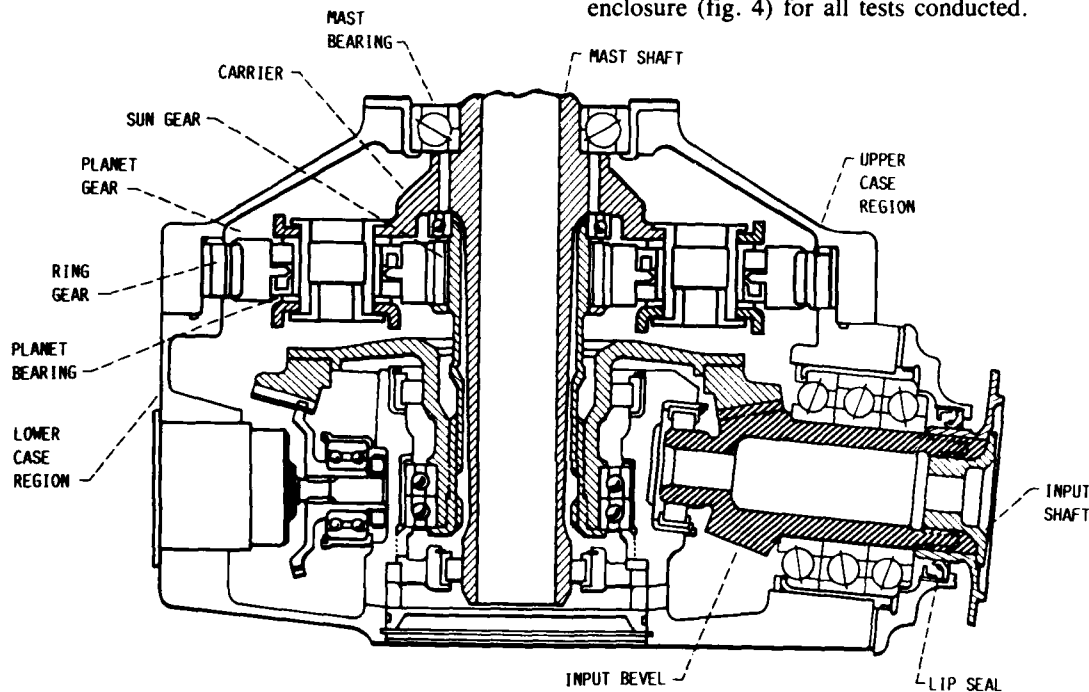 enclosure (fig. 4) for all tests conducted.
MAST
BEARING
MAST SHAFT
CARRIER
SUN GEAR
PLANET
GEAR
UPPER
CASE
REGION
RING
GEAR
PLANET
BEARING
LOWER
CASE
REGION
INPUT
SHAFT
INPUT BEVEL
LIP SEAL